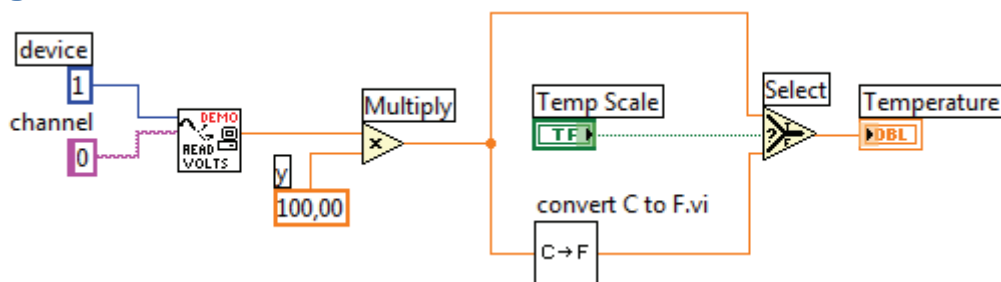 device
1
channel
0
DEMO
READ
VOLTS
Multiply
x
y
100,00
Temp Scale
TF
convert C to F.vi
C→F
Select
?
T
F
Temperature
DBL